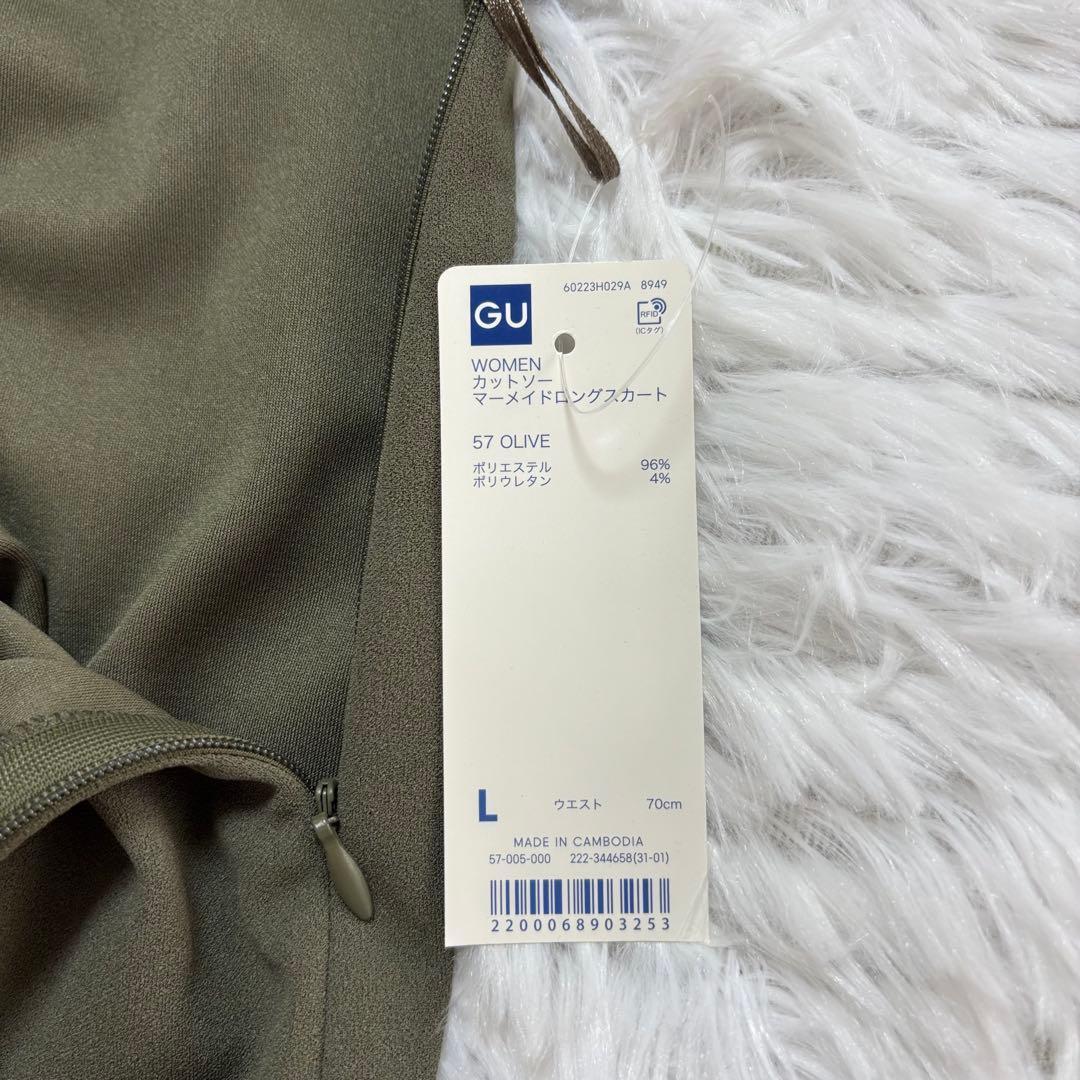 GU
60223H029A 8949
RFID
(ICタグ)
WOMEN
カットソー
マーメイドロングスカート
57 OLIVE
ポリエステル 96%
ポリウレタン 4%
L ウエスト 70cm
MADE IN CAMBODIA
57-005-000 222-344658(31-01)
2200068903253